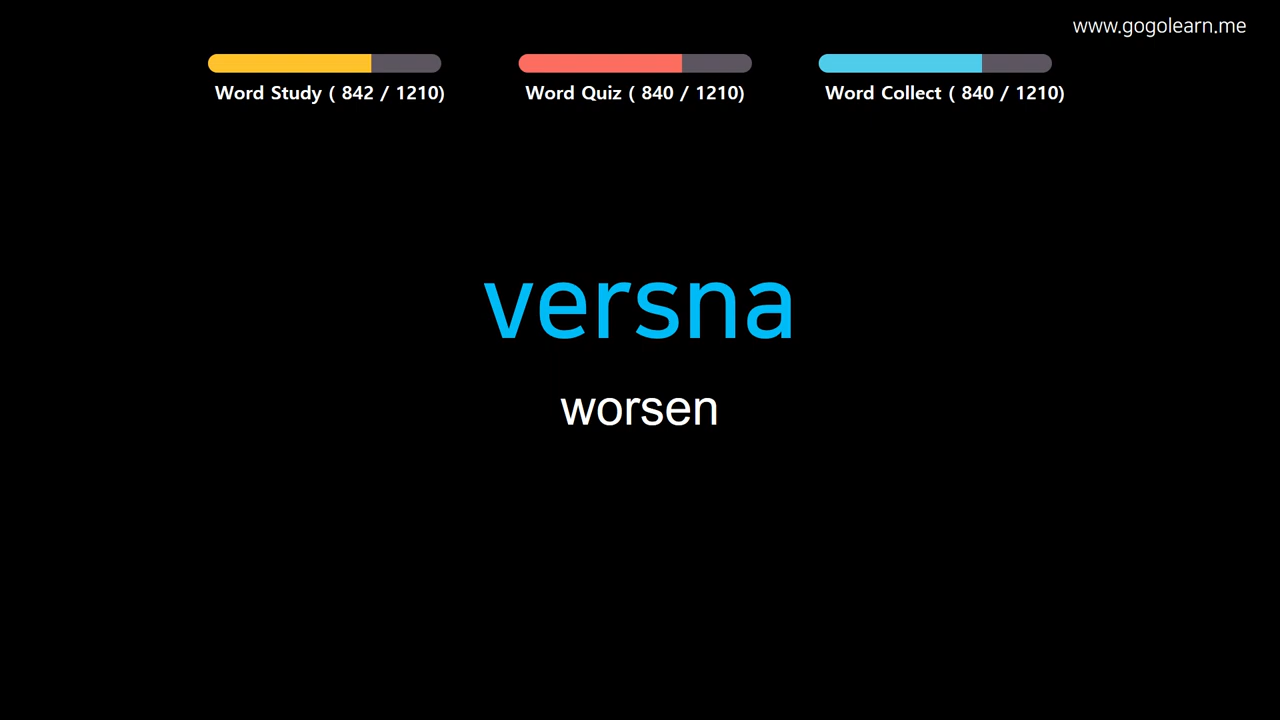 www.gogolearn.me
Word Study ( 842 / 1210)
Word Quiz ( 840 / 1210)
Word Collect ( 840 / 1210)
versna
worsen